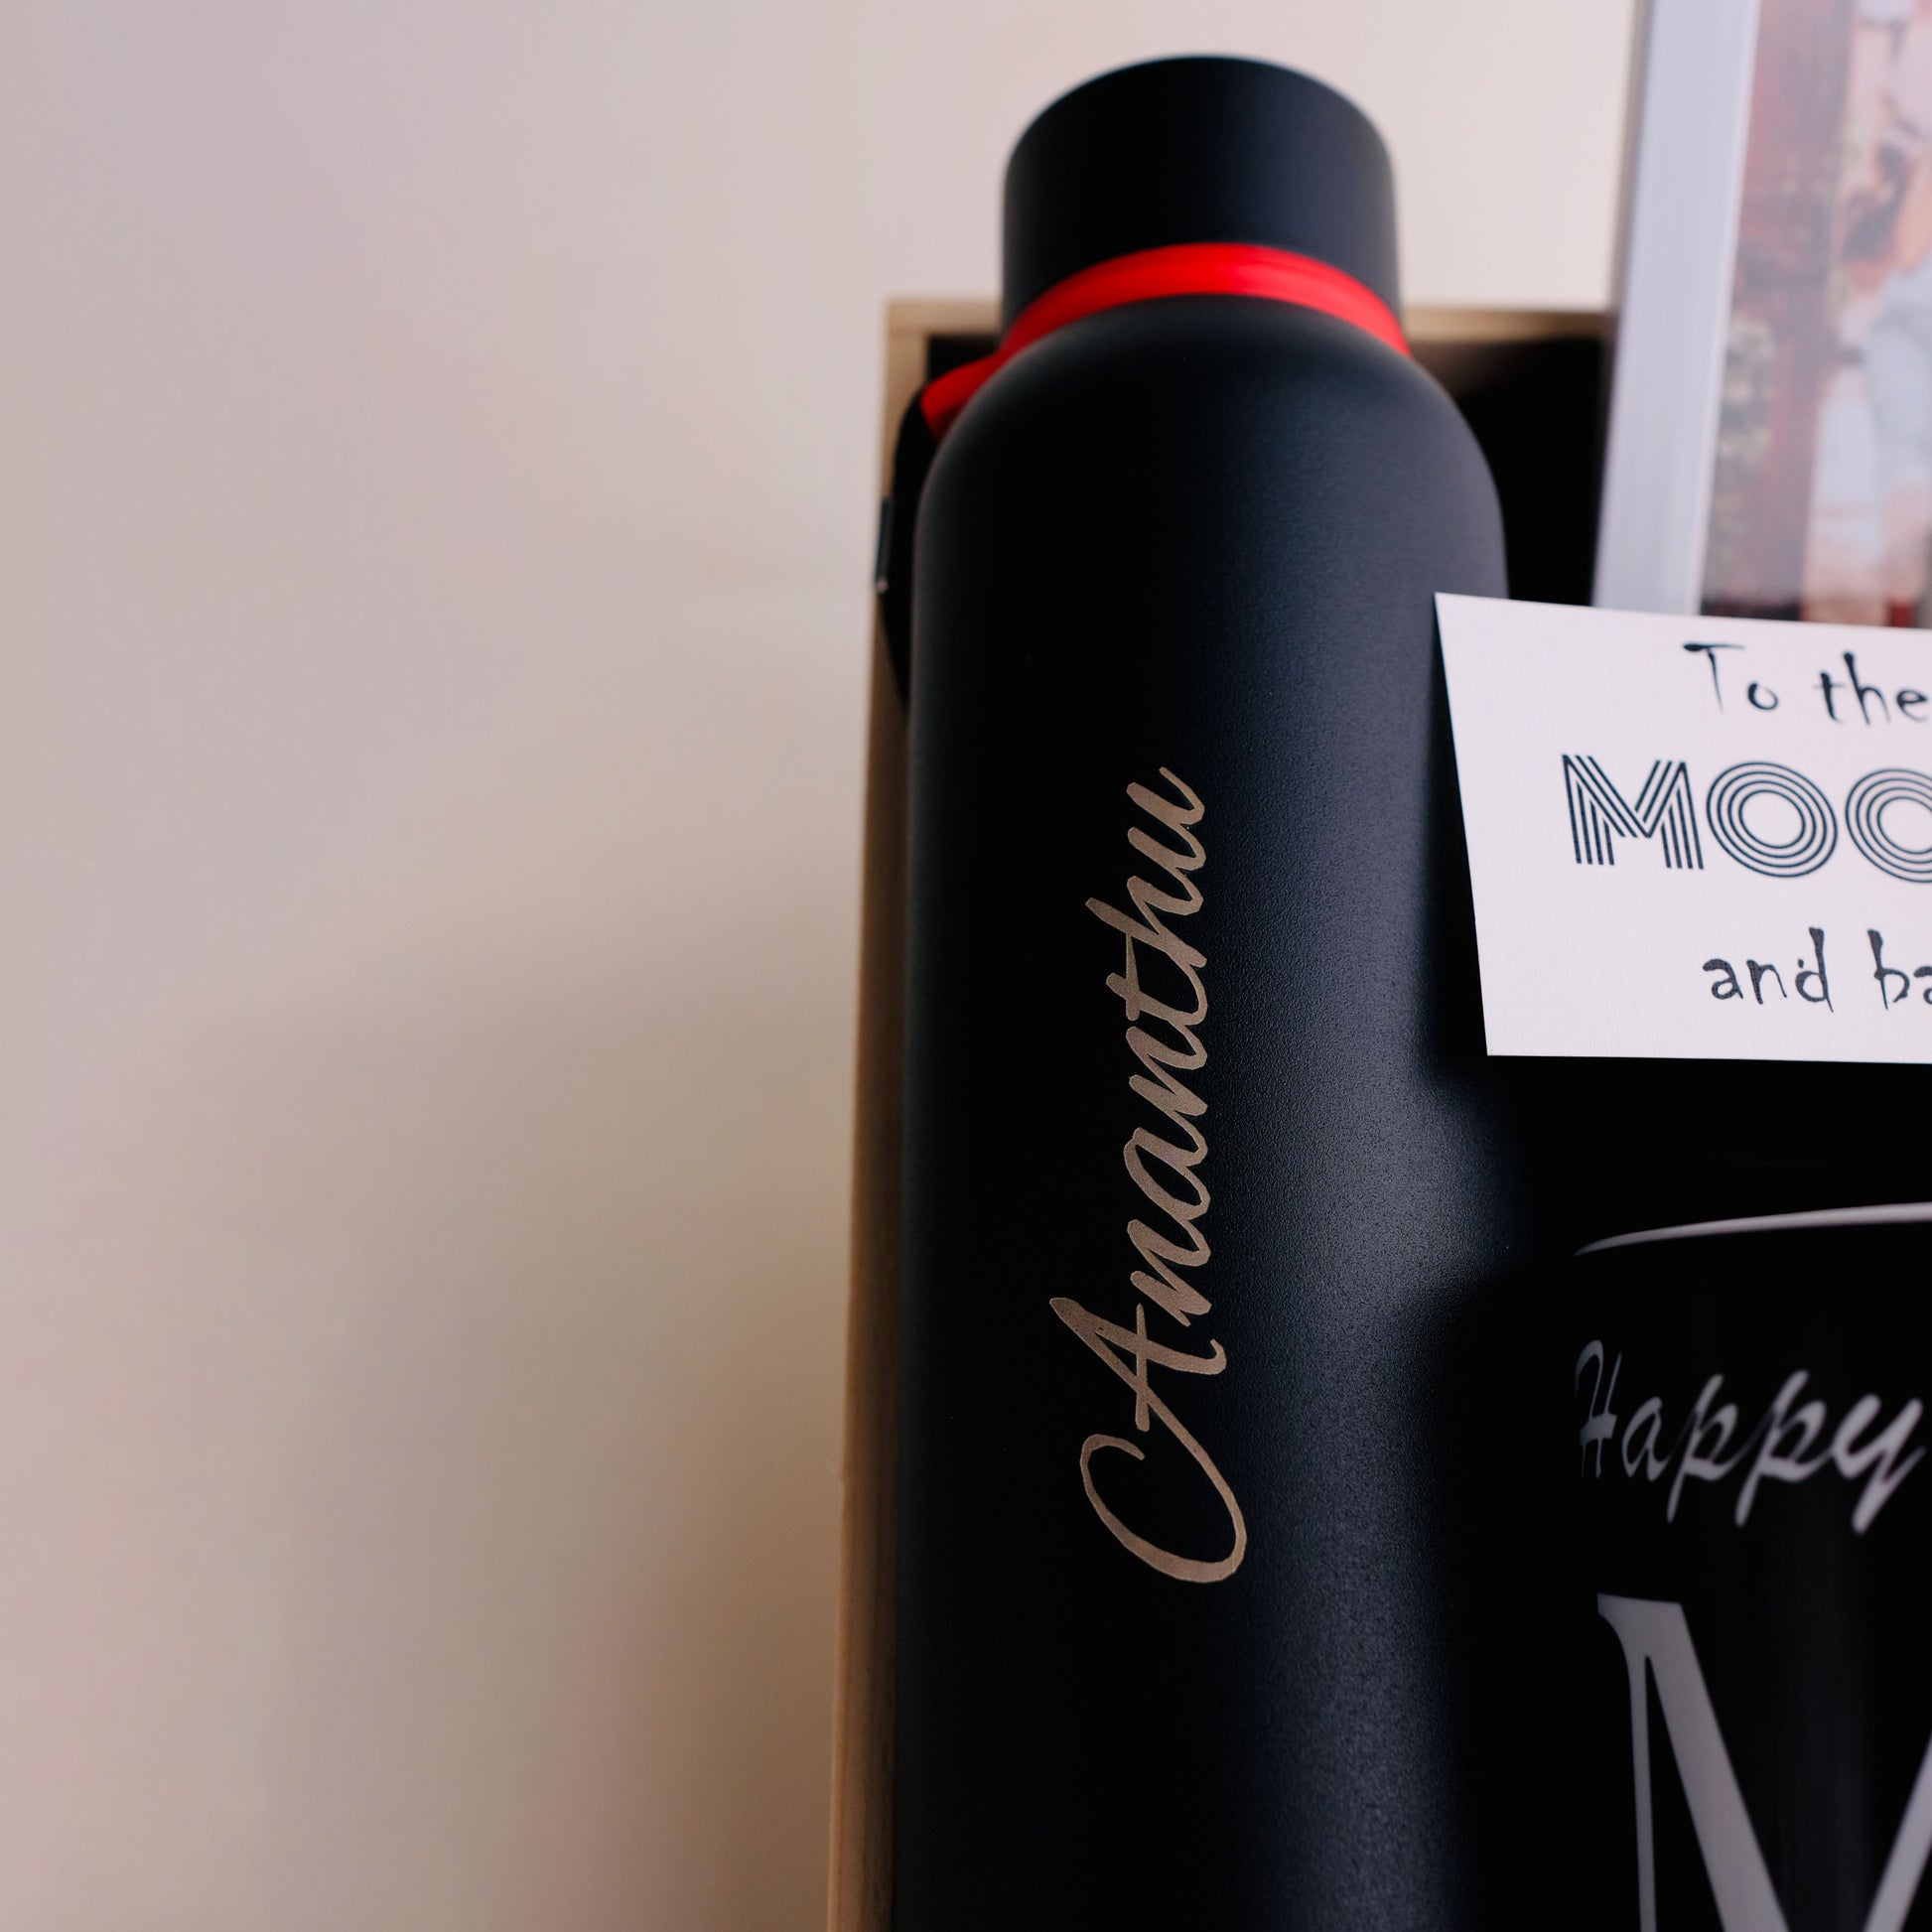 Ananthu
To the
MOO
and ba
Happy
M